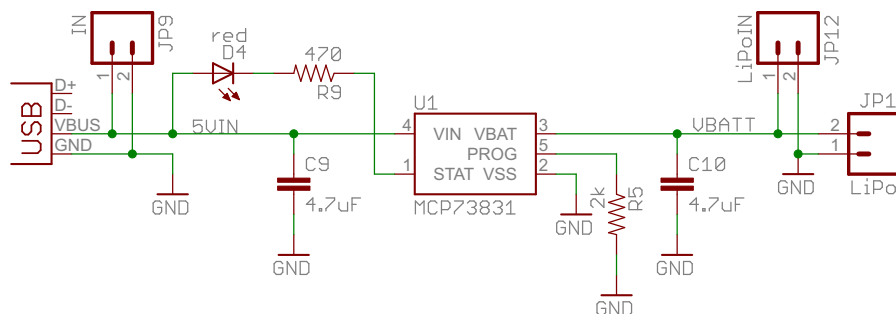 IN
JP9
1
2
red
D4
470
R9
LiPoIN
JP12
1
2
USB
D+
D-
VBUS
GND
5VIN
GND
C9
4.7uF
GND
U1
4
VIN
VBAT
3
PROG
5
1
STAT
VSS
2
MCP73831
GND
2k
R5
GND
VBATT
C10
4.7uF
GND
GND
JP1
2
1
LiPo